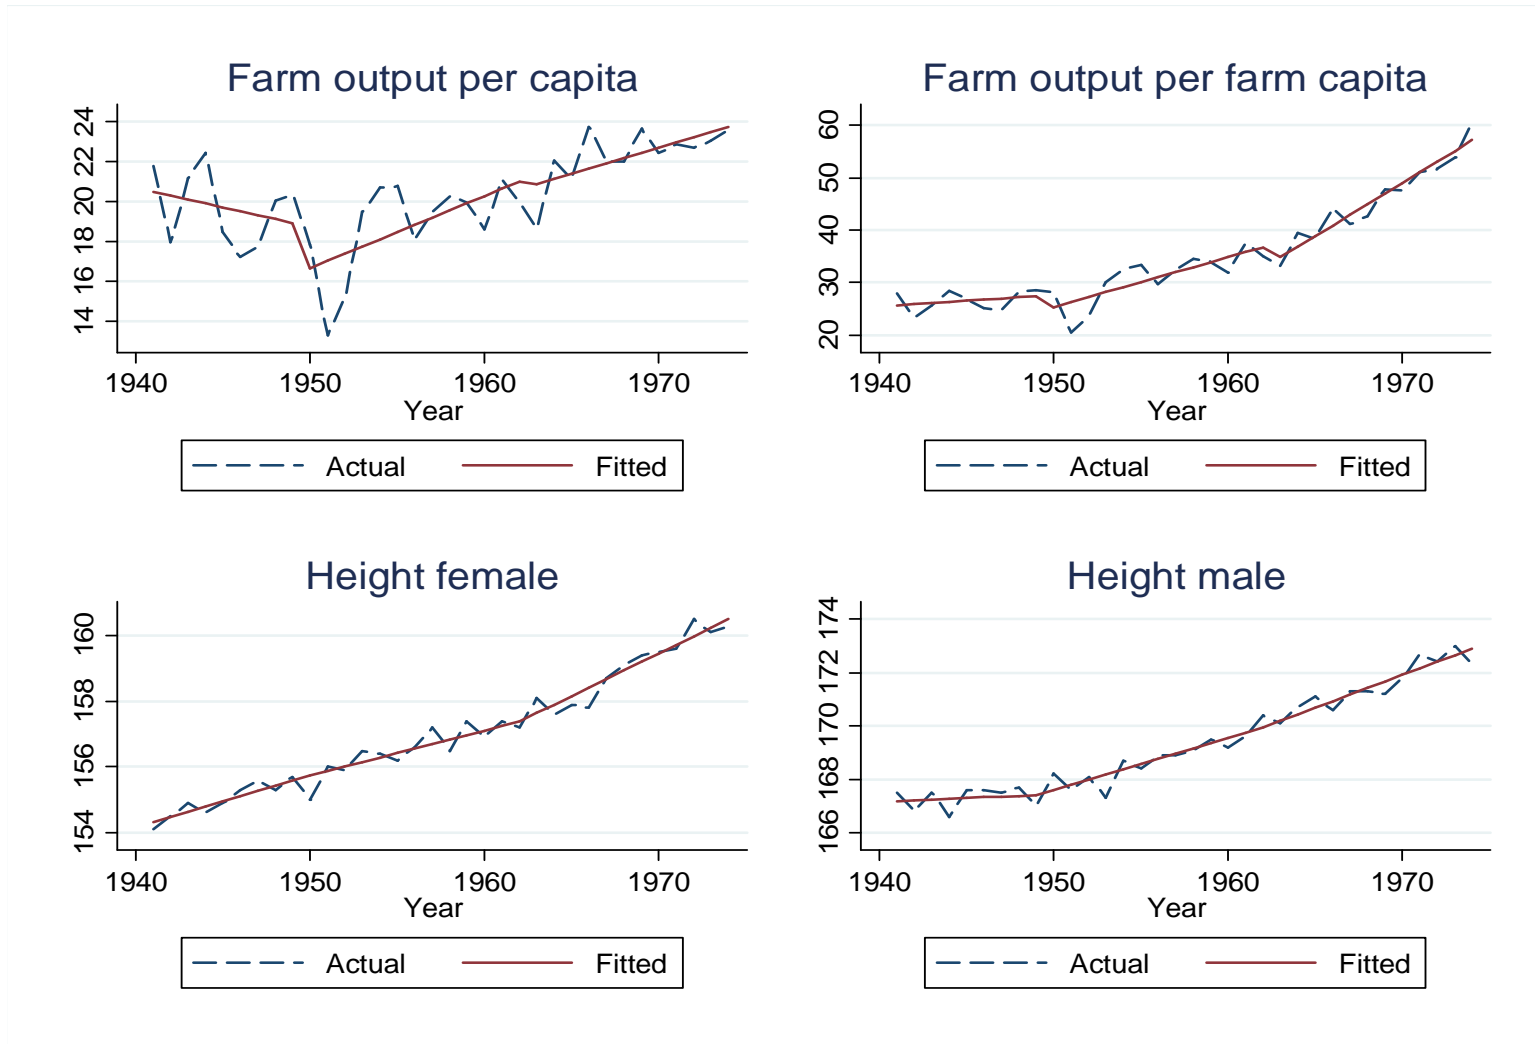 Farm output per capita
24
22
20
18
16
14
1940 1950 1960 1970
Year
Actual Fitted
Farm output per farm capita
60
50
40
30
20
1940 1950 1960 1970
Year
Actual Fitted
Height female
160
158
156
154
1940 1950 1960 1970
Year
Actual Fitted
Height male
174
172
170
168
166
1940 1950 1960 1970
Year
Actual Fitted